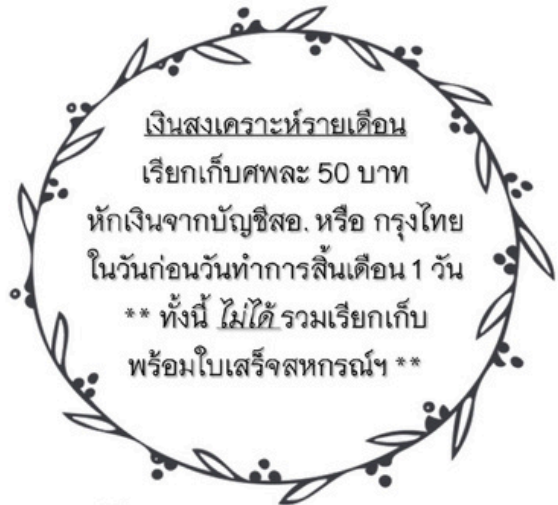 เงินสงเคราะห์รายเดือน
เรียกเก็บศพละ 50 บาท
หักเงินจากบัญชีสอ. หรือ กรุงไทย
ในวันก่อนวันทำการสิ้นเดือน 1 วัน
** ทั้งนี้ ไม่ได้ รวมเรียกเก็บ
พร้อมใบเสร็จสหกรณ์ฯ **